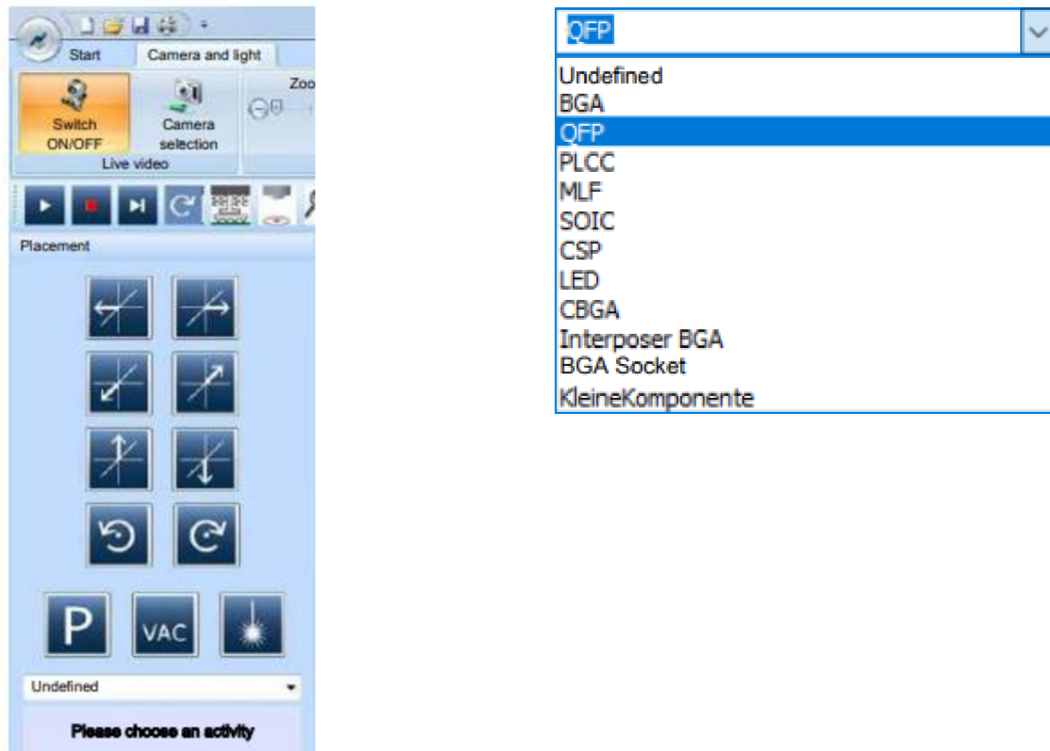 Start Camera and light
Zoo
Switch
ON/OFF
Camera
selection
Live video
Placement
P VAC
Undefined
Please choose an activity
QFP
Undefined
BGA
QFP
PLCC
MLF
SOIC
CSP
LED
CBGA
Interposer BGA
BGA Socket
KleineKomponente